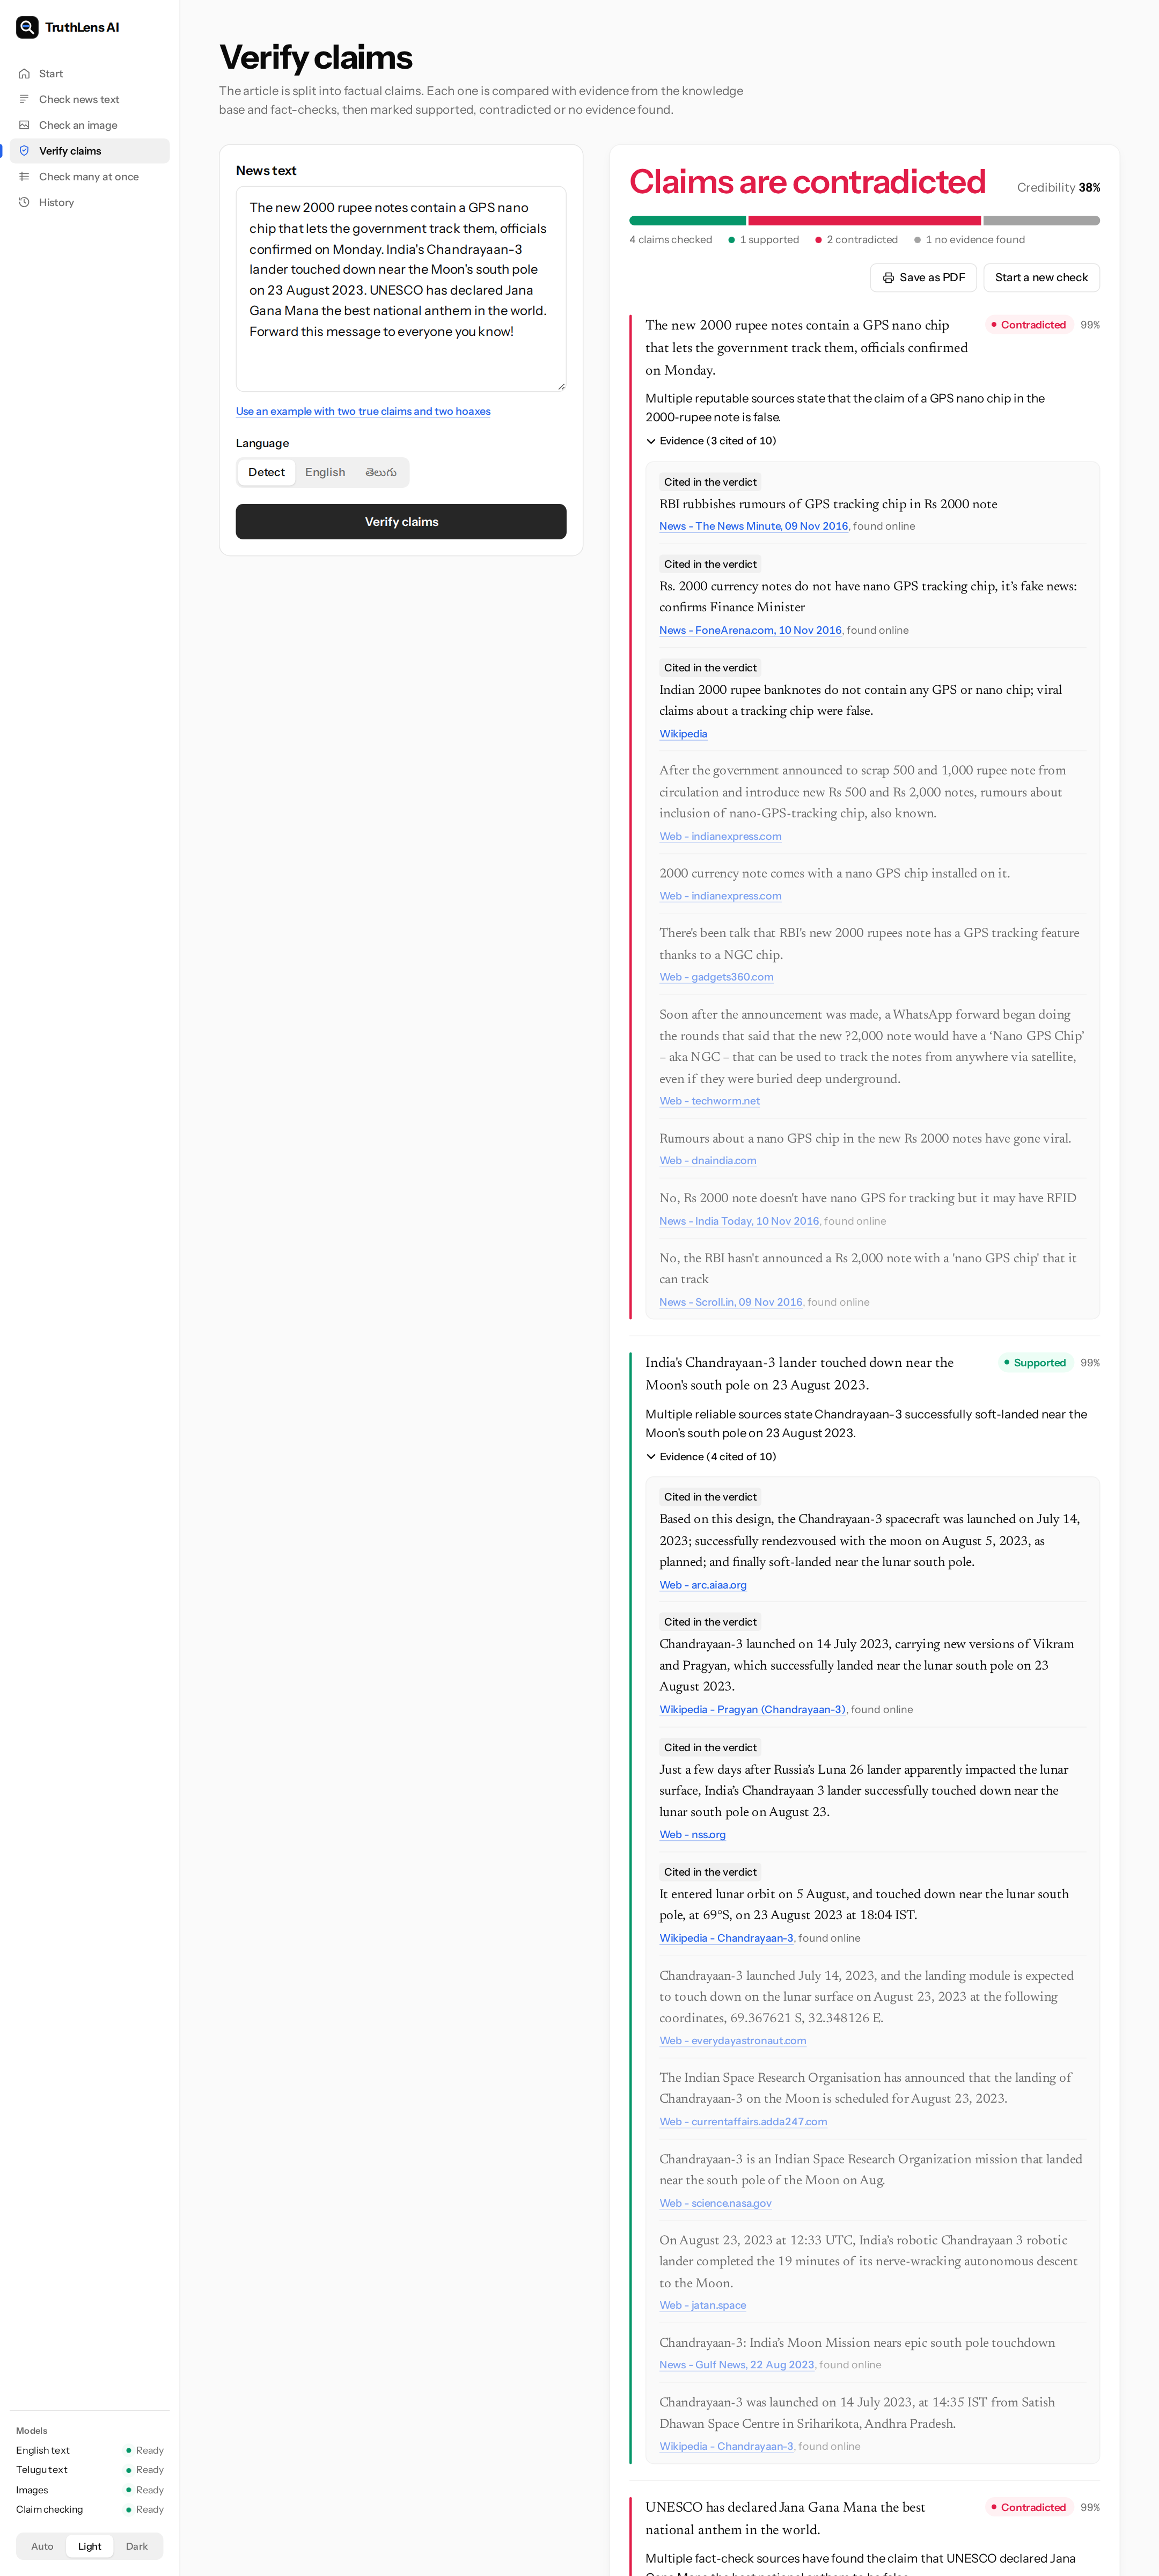 TruthLens AI
Start
Check news text
Check an image
Verify claims
Check many at once
History
Verify claims
The article is split into factual claims. Each one is compared with evidence from the knowledge
base and fact-checks, then marked supported, contradicted or no evidence found.
News text
The new 2000 rupee notes contain a GPS nano
chip that lets the government track them, officials
confirmed on Monday. India's Chandrayaan-3
lander touched down near the Moon's south pole
on 23 August 2023. UNESCO has declared Jana
Gana Mana the best national anthem in the world.
Forward this message to everyone you know!
Use an example with two true claims and two hoaxes
Language
Detect English తెలుగు
Verify claims
Claims are contradicted
Credibility 38%
4 claims checked 1 supported 2 contradicted 1 no evidence found
Save as PDF Start a new check
The new 2000 rupee notes contain a GPS nano chip
that lets the government track them, officials confirmed
on Monday.
Contradicted 99%
Multiple reputable sources state that the claim of a GPS nano chip in the
2000-rupee note is false.
Evidence (3 cited of 10)
Cited in the verdict
RBI rubbishes rumours of GPS tracking chip in Rs 2000 note
News - The News Minute, 09 Nov 2016, found online
Cited in the verdict
Rs. 2000 currency notes do not have nano GPS tracking chip, it’s fake news:
confirms Finance Minister
News - FoneArena.com, 10 Nov 2016, found online
Cited in the verdict
Indian 2000 rupee banknotes do not contain any GPS or nano chip; viral
claims about a tracking chip were false.
Wikipedia
After the government announced to scrap 500 and 1,000 rupee note from
circulation and introduce new Rs 500 and Rs 2,000 notes, rumours about
inclusion of nano-GPS-tracking chip, also known.
Web - indianexpress.com
2000 currency note comes with a nano GPS chip installed on it.
Web - indianexpress.com
There's been talk that RBI's new 2000 rupees note has a GPS tracking feature
thanks to a NGC chip.
Web - gadgets360.com
Soon after the announcement was made, a WhatsApp forward began doing
the rounds that said that the new ?2,000 note would have a ‘Nano GPS Chip’
– aka NGC – that can be used to track the notes from anywhere via satellite,
even if they were buried deep underground.
Web - techworm.net
Rumours about a nano GPS chip in the new Rs 2000 notes have gone viral.
Web - dnaindia.com
No, Rs 2000 note doesn't have nano GPS for tracking but it may have RFID
News - India Today, 10 Nov 2016, found online
No, the RBI hasn't announced a Rs 2,000 note with a 'nano GPS chip' that it
can track
News - Scroll.in, 09 Nov 2016, found online
India's Chandrayaan-3 lander touched down near the
Moon's south pole on 23 August 2023.
Supported 99%
Multiple reliable sources state Chandrayaan-3 successfully soft-landed near the
Moon's south pole on 23 August 2023.
Evidence (4 cited of 10)
Cited in the verdict
Based on this design, the Chandrayaan-3 spacecraft was launched on July 14,
2023; successfully rendezvoused with the moon on August 5, 2023, as
planned; and finally soft-landed near the lunar south pole.
Web - arc.aiaa.org
Cited in the verdict
Chandrayaan-3 launched on 14 July 2023, carrying new versions of Vikram
and Pragyan, which successfully landed near the lunar south pole on 23
August 2023.
Wikipedia - Pragyan (Chandrayaan-3), found online
Cited in the verdict
Just a few days after Russia’s Luna 26 lander apparently impacted the lunar
surface, India’s Chandrayaan 3 lander successfully touched down near the
lunar south pole on August 23.
Web - nss.org
Cited in the verdict
It entered lunar orbit on 5 August, and touched down near the lunar south
pole, at 69°S, on 23 August 2023 at 18:04 IST.
Wikipedia - Chandrayaan-3, found online
Chandrayaan-3 launched July 14, 2023, and the landing module is expected
to touch down on the lunar surface on August 23, 2023 at the following
coordinates, 69.367621 S, 32.348126 E.
Web - everydayastronaut.com
The Indian Space Research Organisation has announced that the landing of
Chandrayaan-3 on the Moon is scheduled for August 23, 2023.
Web - currentaffairs.adda247.com
Chandrayaan-3 is an Indian Space Research Organization mission that landed
near the south pole of the Moon on Aug.
Web - science.nasa.gov
On August 23, 2023 at 12:33 UTC, India’s robotic Chandrayaan 3 robotic
lander completed the 19 minutes of its nerve-wracking autonomous descent
to the Moon.
Web - jatan.space
Chandrayaan-3: India’s Moon Mission nears epic south pole touchdown
News - Gulf News, 22 Aug 2023, found online
Chandrayaan-3 was launched on 14 July 2023, at 14:35 IST from Satish
Dhawan Space Centre in Sriharikota, Andhra Pradesh.
Wikipedia - Chandrayaan-3, found online
UNESCO has declared Jana Gana Mana the best
national anthem in the world.
Contradicted 99%
Multiple fact-check sources have found the claim that UNESCO declared Jana
Models
English text Ready
Telugu text Ready
Images Ready
Claim checking Ready
Auto Light Dark